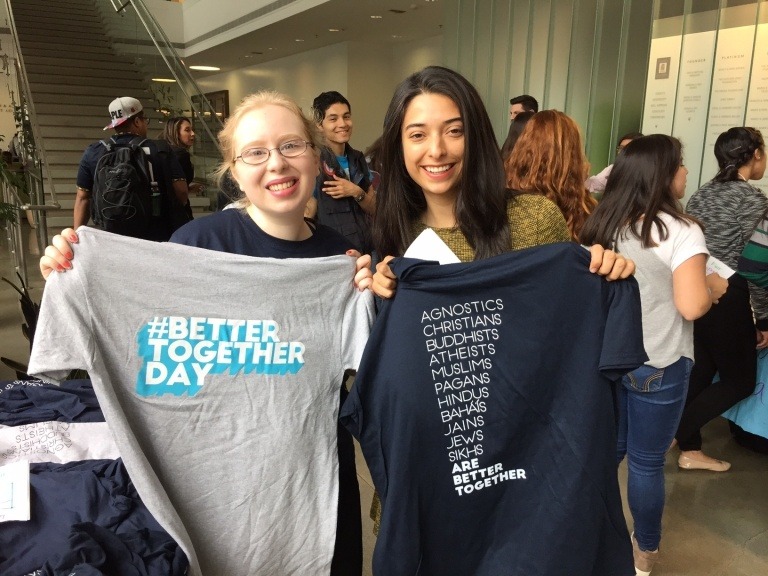 #BETTER
TOGETHER
DAY
AGNOSTICS
CHRISTIANS
BUDDHISTS
ATHEISTS
MUSLIMS
PAGANS
HINDUS
BAHÁ'ÍS
JAINS
JEWS
SIKHS
ARE
BETTER
TOGETHER